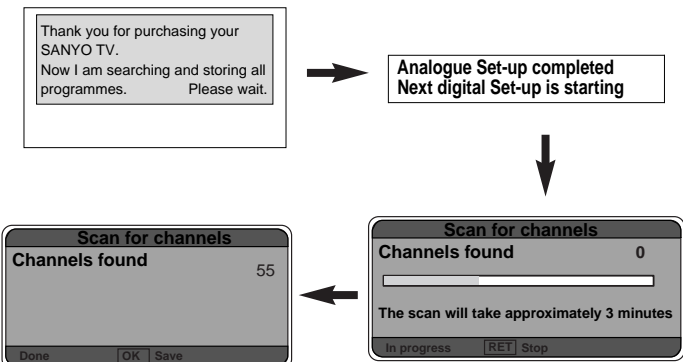 Thank you for purchasing your
SANYO TV.
Now I am searching and storing all
programmes. Please wait.
Analogue Set-up completed
Next digital Set-up is starting
Scan for channels
Channels found 0
The scan will take approximately 3 minutes
In progress RET Stop
Scan for channels
Channels found 55
Done OK Save